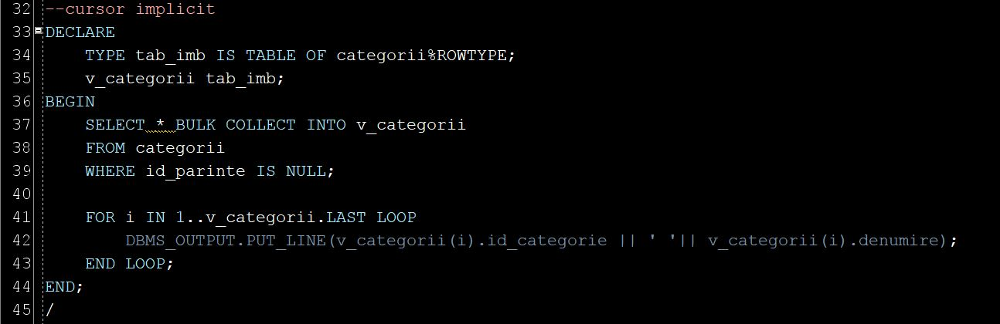 32 --cursor implicit
33 DECLARE
34     TYPE tab_imb IS TABLE OF categorii%ROWTYPE;
35     v_categorii tab_imb;
36 BEGIN
37     SELECT * BULK COLLECT INTO v_categorii
38     FROM categorii
39     WHERE id_parinte IS NULL;
40
41     FOR i IN 1..v_categorii.LAST LOOP
42         DBMS_OUTPUT.PUT_LINE(v_categorii(i).id_categorie || ' '|| v_categorii(i).denumire);
43     END LOOP;
44 END;
45 /